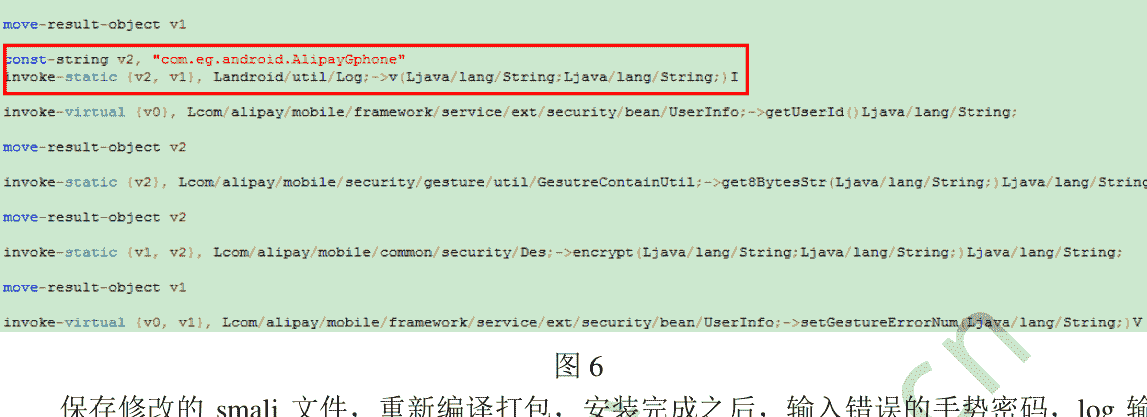 move-result-object v1
const-string v2, "com.eg.android.AlipayGphone"
invoke-static {v2, v1}, Landroid/util/Log;->v(Ljava/lang/String;Ljava/lang/String;)I
invoke-virtual {v0}, Lcom/alipay/mobile/framework/service/ext/security/bean/UserInfo;->getUserId()Ljava/lang/String;
move-result-object v2
invoke-static {v2}, Lcom/alipay/mobile/security/gesture/util/GesutreContainUtil;->get8BytesStr(Ljava/lang/String;)Ljava/lang/String
move-result-object v2
invoke-static {v1, v2}, Lcom/alipay/mobile/common/security/Des;->encrypt(Ljava/lang/String;Ljava/lang/String;)Ljava/lang/String;
move-result-object v1
invoke-virtual {v0, v1}, Lcom/alipay/mobile/framework/service/ext/security/bean/UserInfo;->setGestureErrorNum(Ljava/lang/String;)V
图 6
保存修改的 smali 文件，重新编译打包，安装完成之后，输入错误的手势密码，log 输